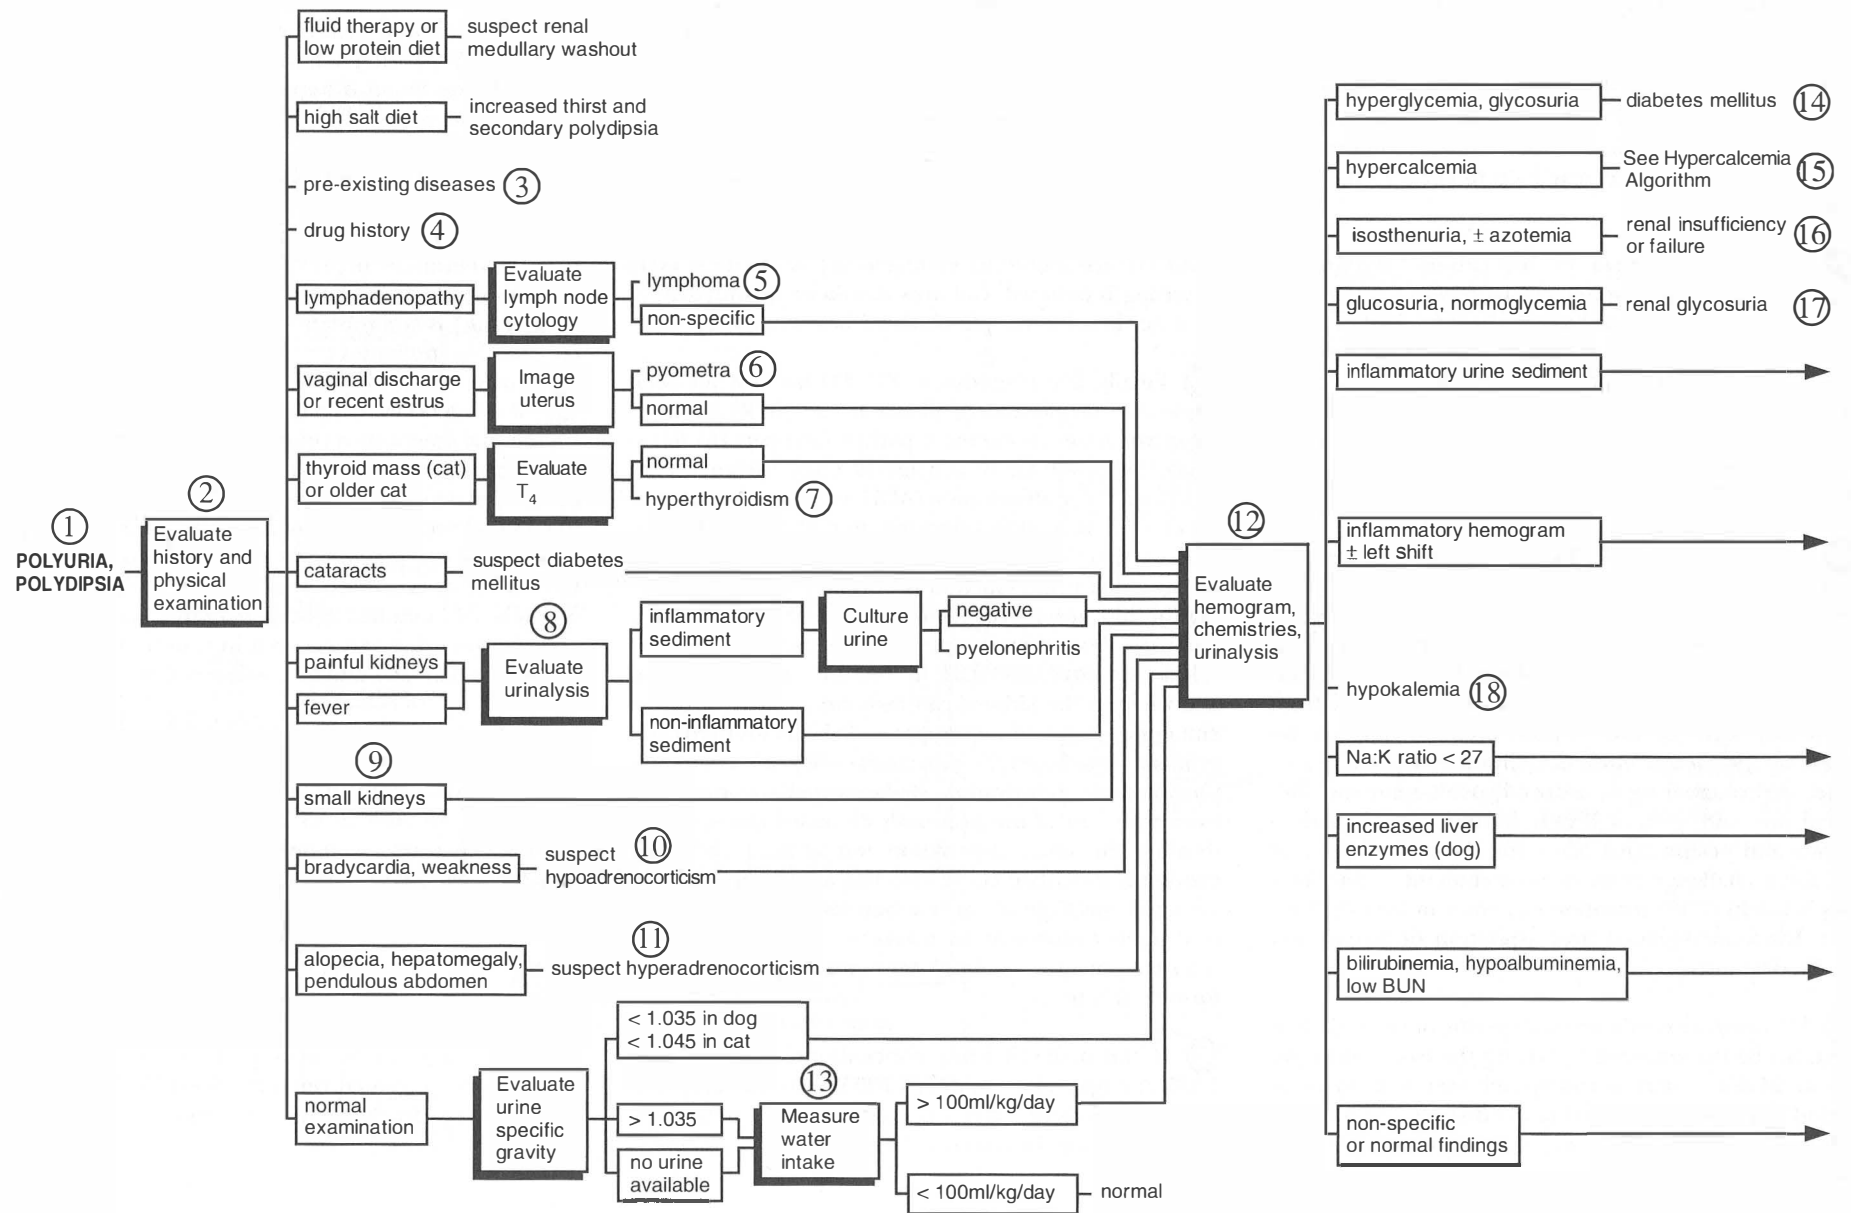 1
POLYURIA,
POLYDIPSIA
2
Evaluate
history and
physical
examination
fluid therapy or
low protein diet
suspect renal
medullary washout
high salt diet
increased thirst and
secondary polydipsia
pre-existing diseases 3
drug history 4
lymphadenopathy
Evaluate
lymph node
cytology
lymphoma 5
non-specific
vaginal discharge
or recent estrus
Image
uterus
pyometra 6
normal
thyroid mass (cat)
or older cat
Evaluate
T4
normal
hyperthyroidism 7
cataracts
suspect diabetes
mellitus
painful kidneys
fever
8
Evaluate
urinalysis
inflammatory
sediment
Culture
urine
negative
pyelonephritis
non-inflammatory
sediment
9
small kidneys
bradycardia, weakness
suspect 10
hypoadrenocorticism
alopecia, hepatomegaly,
pendulous abdomen
11
suspect hyperadrenocorticism
normal
examination
Evaluate
urine
specific
gravity
< 1.035 in dog
< 1.045 in cat
> 1.035
no urine
available
13
Measure
water
intake
> 100ml/kg/day
< 100ml/kg/day
normal
12
Evaluate
hemogram,
chemistries,
urinalysis
hyperglycemia, glycosuria
diabetes mellitus 14
hypercalcemia
See Hypercalcemia
Algorithm 15
isosthenuria, ± azotemia
renal insufficiency
or failure 16
glucosuria, normoglycemia
renal glycosuria 17
inflammatory urine sediment
inflammatory hemogram
± left shift
hypokalemia 18
Na:K ratio < 27
increased liver
enzymes (dog)
bilirubinemia, hypoalbuminemia,
low BUN
non-specific
or normal findings